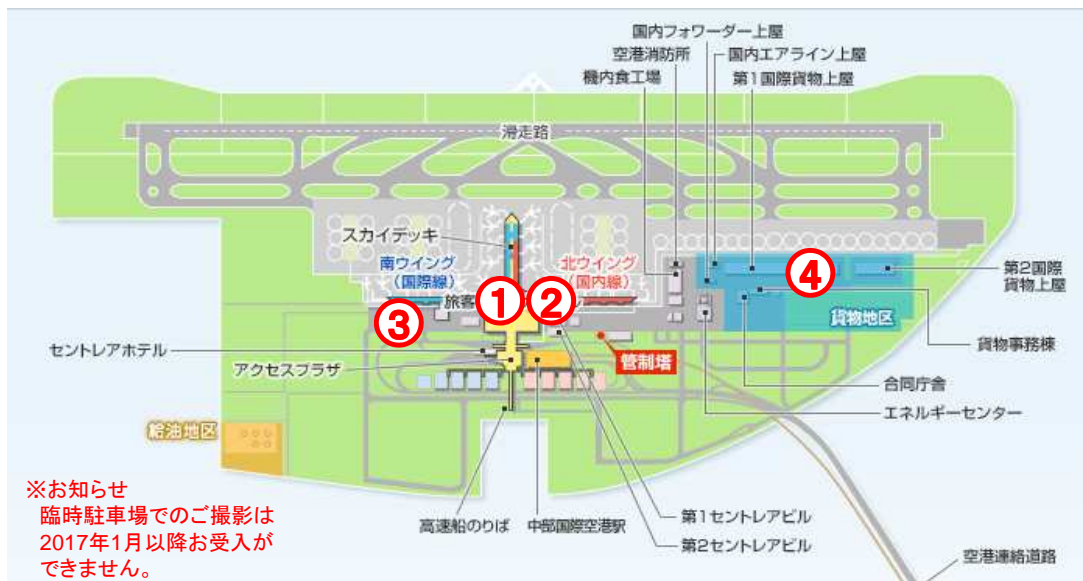 国内フォワーダー上屋
空港消防所
国内エアライン上屋
機内食工場
第1国際貨物上屋
滑走路
スカイデッキ
南ウイング
(国際線)
北ウイング
(国内線)
旅客
①
②
③
④
第2国際
貨物上屋
貨物地区
貨物事務棟
セントレアホテル
アクセスプラザ
管制塔
合同庁舎
エネルギーセンター
給油地区
※お知らせ
臨時駐車場でのご撮影は
2017年1月以降お受入が
できません。
高速船のりば
中部国際空港駅
第1セントレアビル
第2セントレアビル
空港連絡道路